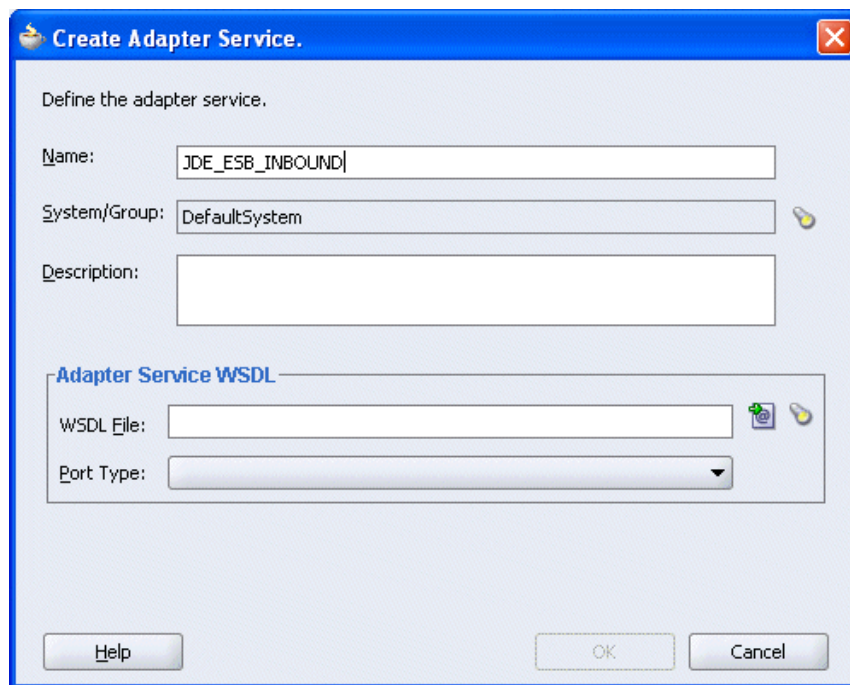 Create Adapter Service.
Define the adapter service.
Name: JDE_ESB_INBOUND
System/Group: DefaultSystem
Description:
Adapter Service WSDL
WSDL File:
Port Type:
Help OK Cancel